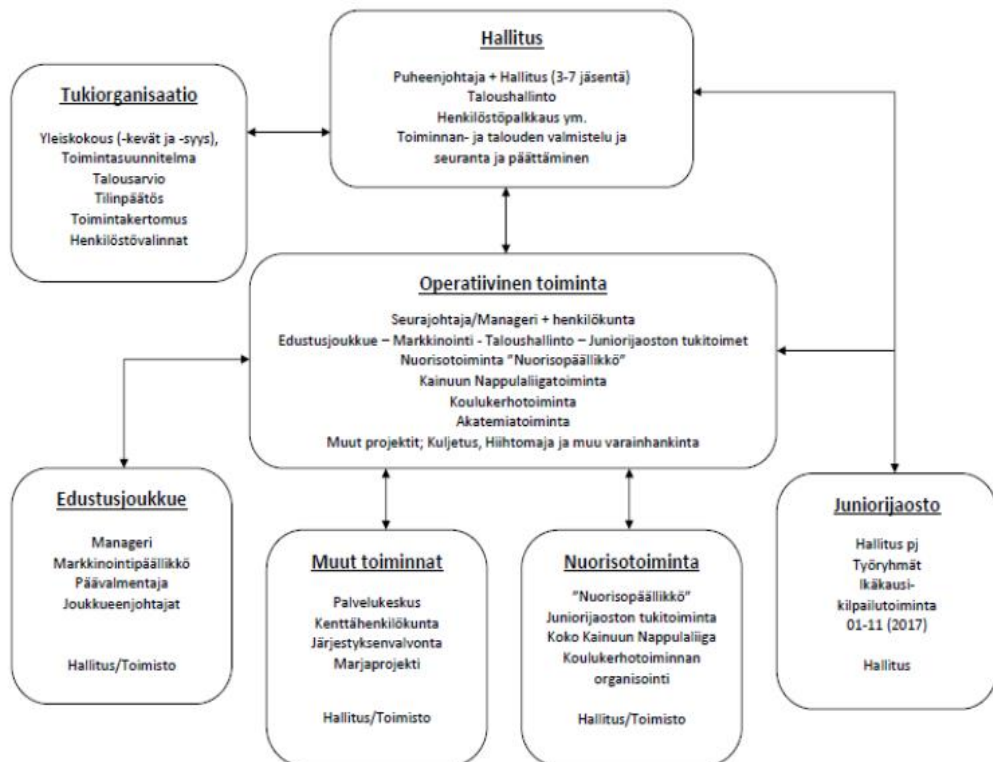 Hallitus
Puheenjohtaja + Hallitus (3-7 jäsentä)
Taloushallinto
Henkilöstöpalkkaus ym.
Toiminnan- ja talouden valmistelu ja
seuranta ja päättäminen
Tukiorganisaatio
Yleiskokous (-kevät ja -syys),
Toimintasuunnitelma
Talousarvio
Tilinpäätös
Toimintakertomus
Henkilöstövalinnat
Operatiivinen toiminta
Seurajohtaja/Manageri + henkilökunta
Edustusjoukkue – Markkinointi - Taloushallinto – Juniorijaoston tukitoimet
Nuorisotoiminta "Nuorisopäällikkö"
Kainuun Nappulaliigatoiminta
Koulukerhotoiminta
Akatemiatoiminta
Muut projektit; Kuljetus, Hiihtomaja ja muu varainhankinta
Edustusjoukkue
Manageri
Markkinointipäällikkö
Päävalmentaja
Joukkueenjohtajat
Hallitus/Toimisto
Muut toiminnat
Palvelukeskus
Kenttähenkilökunta
Järjestyksenvalvonta
Marjaprojekti
Hallitus/Toimisto
Nuorisotoiminta
"Nuorisopäällikkö"
Juniorijaoston tukitoiminta
Koko Kainuun Nappulaliiga
Koulukerhotoiminnan
organisointi
Hallitus/Toimisto
Juniorijaosto
Hallitus pj
Työryhmät
Ikäkausi-
kilpailutoiminta
01-11 (2017)
Hallitus